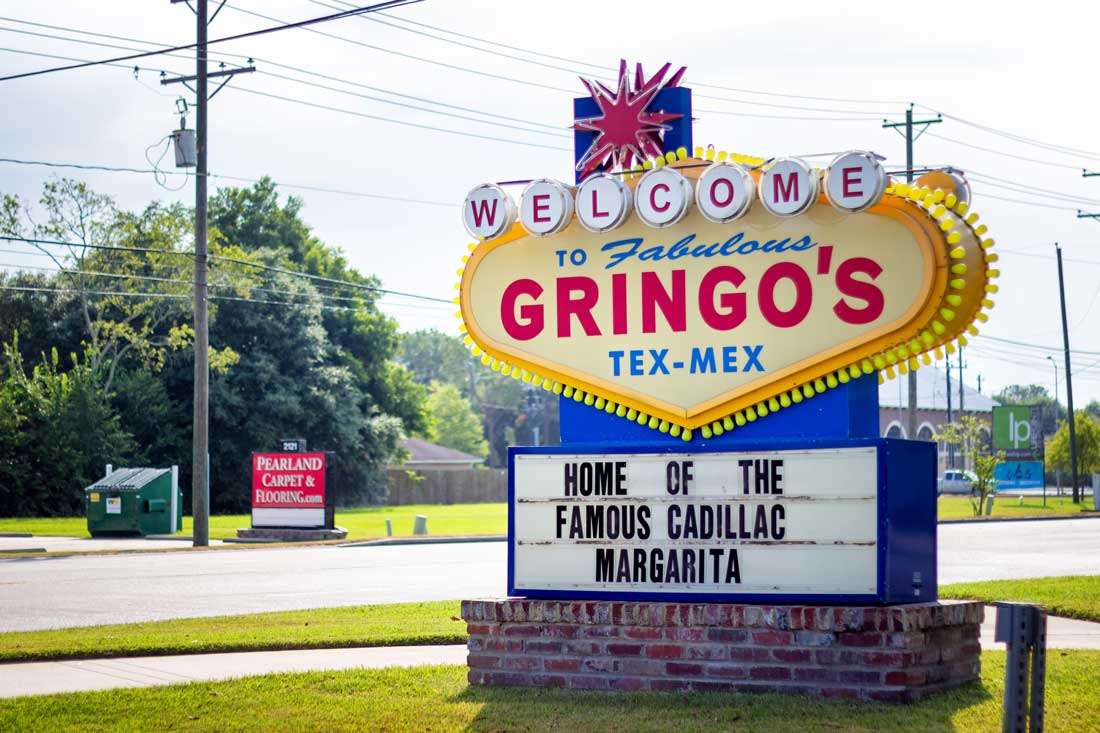 WELCOME
TO Fabulous
GRINGO'S
TEX-MEX
HOME OF THE
FAMOUS CADILLAC
MARGARITA
2121
PEARLAND
CARPET &
FLOORING.com
lp